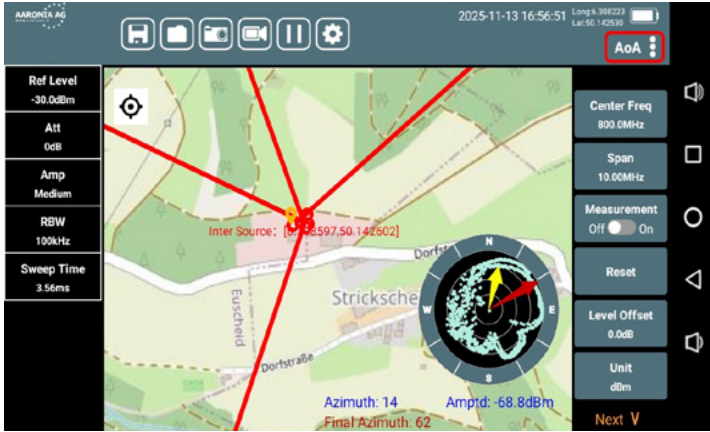 AARONIA AG
2025-11-13 16:56:51
Long:6.308223
Lat:50.142530
AoA
Ref Level
-30.0dBm
Att
0dB
Amp
Medium
RBW
100kHz
Sweep Time
3.56ms
Center Freq
800.0MHz
Span
10.00MHz
Measurement
Off On
Reset
Level Offset
0.0dB
Unit
dBm
Next V
Inter Source:
50.142602]
Euscheid
Dorfstraße
N
W
E
S
Azimuth: 14
Amptd: -68.8dBm
Final Azimuth: 62